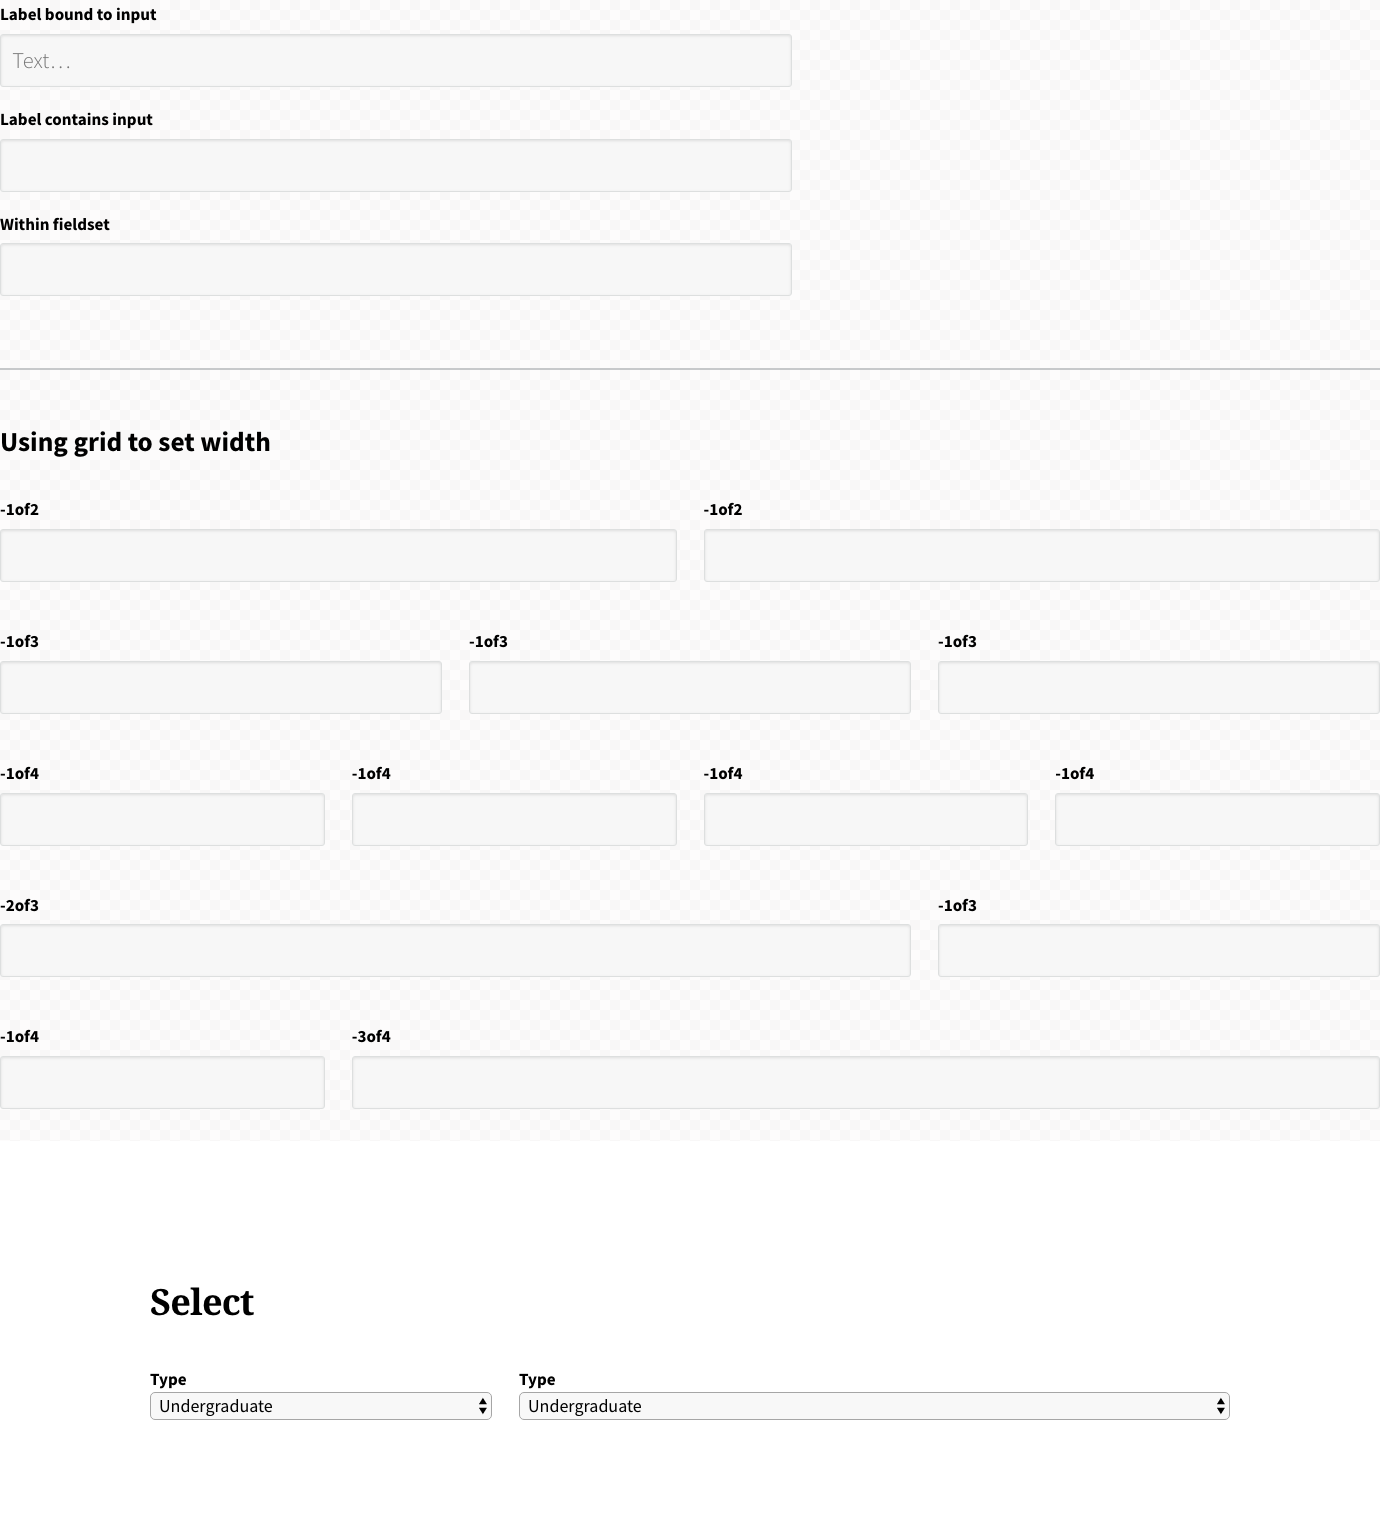 Label bound to input
Text…
Label contains input
Within fieldset
Using grid to set width
-1of2 -1of2
-1of3 -1of3 -1of3
-1of4 -1of4 -1of4 -1of4
-2of3 -1of3
-1of4 -3of4
Select
Type Type
Undergraduate Undergraduate